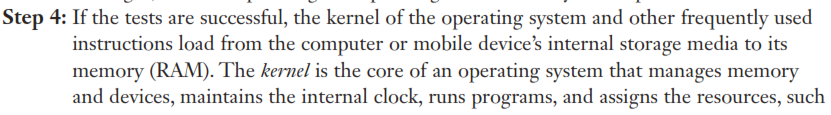 Step 4: If the tests are successful, the kernel of the operating system and other frequently used
instructions load from the computer or mobile device’s internal storage media to its
memory (RAM). The kernel is the core of an operating system that manages memory
and devices, maintains the internal clock, runs programs, and assigns the resources, such